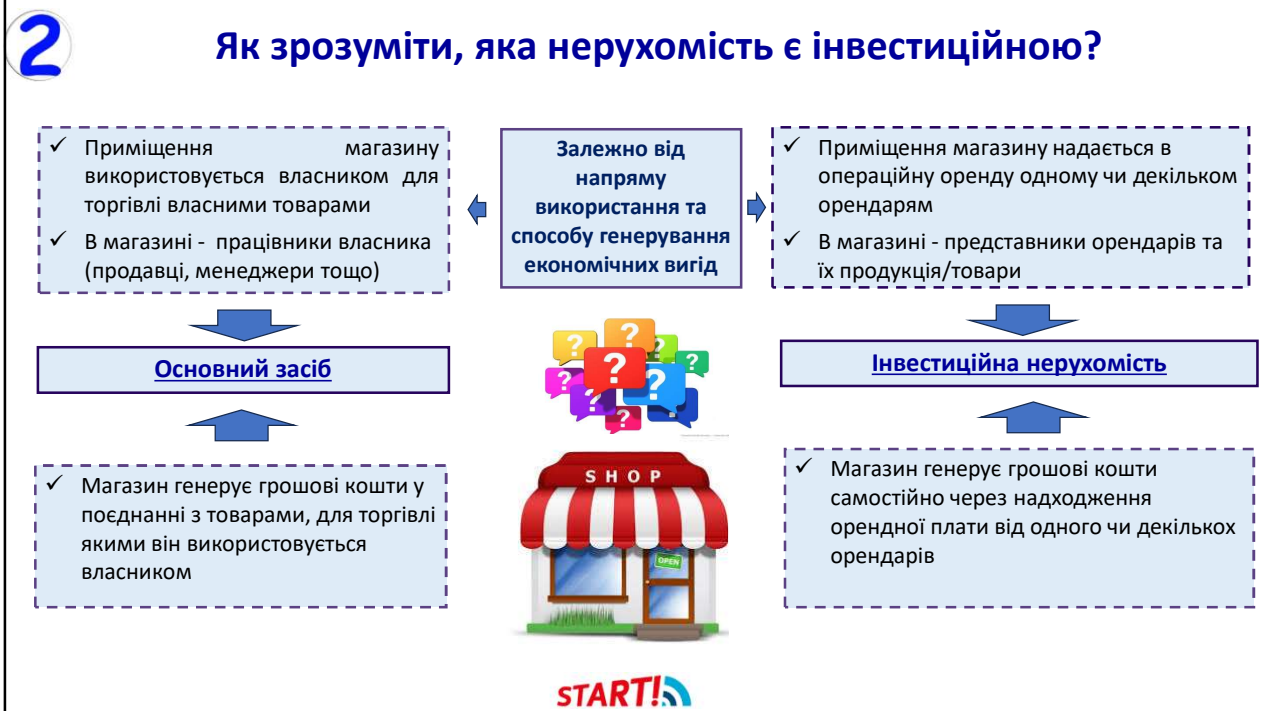 2
Як зрозуміти, яка нерухомість є інвестиційною?
✓ Приміщення магазину
використовується власником для
торгівлі власними товарами
✓ В магазині - працівники власника
(продавці, менеджери тощо)
Залежно від
напряму
використання та
способу генерування
економічних вигід
✓ Приміщення магазину надається в
операційну оренду одному чи декільком
орендарям
✓ В магазині - представники орендарів та
їх продукція/товари
Основний засіб
Інвестиційна нерухомість
? ? ? ? ? ? ? ?
✓ Магазин генерує грошові кошти у
поєднанні з товарами, для торгівлі
якими він використовується
власником
SHOP
OPEN
✓ Магазин генерує грошові кошти
самостійно через надходження
орендної плати від одного чи декількох
орендарів
START!